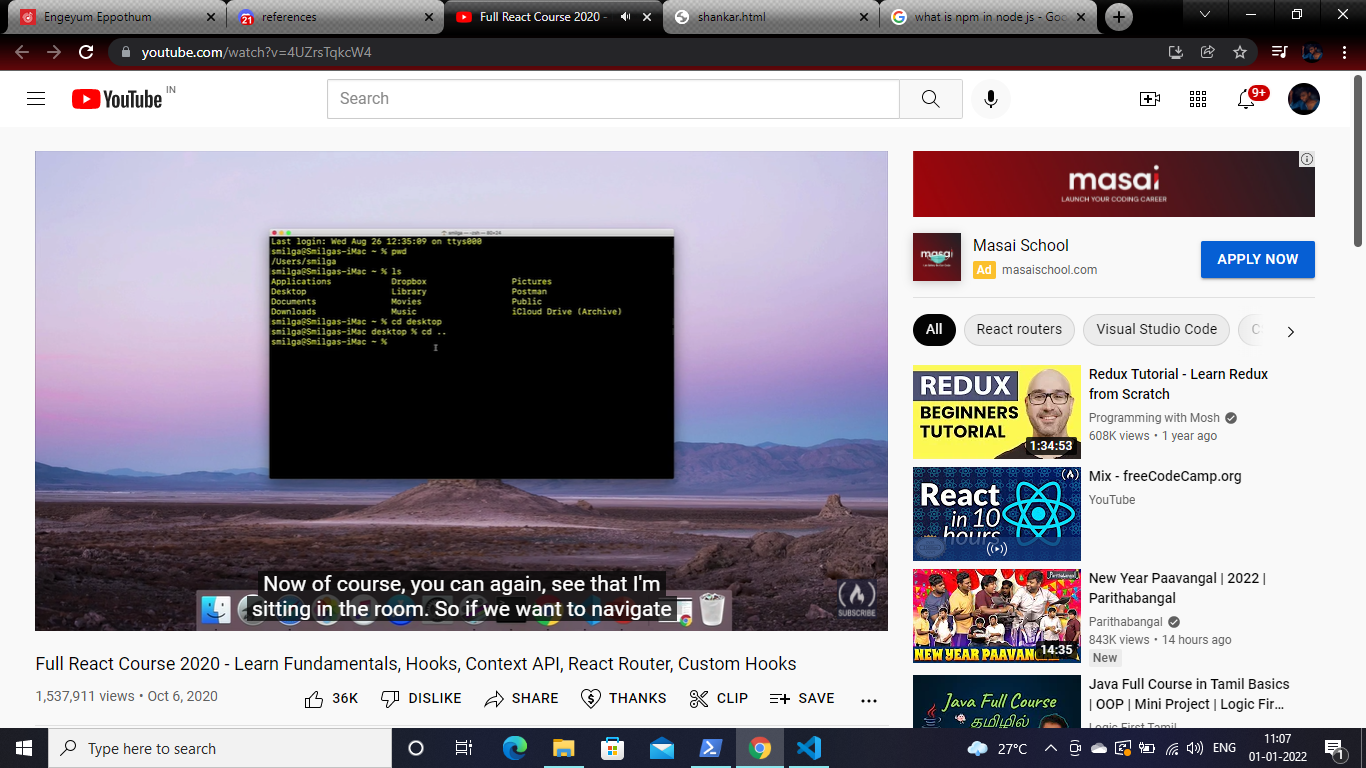 Engeyum Eppothum
21
references
Full React Course 2020 -
shankar.html
what is npm in node js - Goo
youtube.com/watch?v=4UZrsTqkcW4
YouTube IN
Search
9+
Last login: Wed Aug 26 12:35:09 on ttys000
smilga@Smilgas-iMac ~ % pwd
/Users/smilga
smilga@Smilgas-iMac ~ % ls
Applications Dropbox Pictures
Desktop Library Postman
Documents Movies Public
Downloads Music iCloud Drive (Archive)
smilga@Smilgas-iMac ~ % cd desktop
smilga@Smilgas-iMac desktop % cd ..
smilga@Smilgas-iMac ~ %
Now of course, you can again, see that I'm
sitting in the room. So if we want to navigate
SUBSCRIBE
Full React Course 2020 - Learn Fundamentals, Hooks, Context API, React Router, Custom Hooks
1,537,911 views • Oct 6, 2020
36K DISLIKE SHARE THANKS CLIP SAVE
masai
LAUNCH YOUR CODING CAREER
masai
Masai School
Ad masaischool.com
APPLY NOW
All React routers Visual Studio Code C
REDUX
BEGINNERS
TUTORIAL
1:34:53
Redux Tutorial - Learn Redux
from Scratch
Programming with Mosh
608K views • 1 year ago
React
in 10
hours
Mix - freeCodeCamp.org
YouTube
Parithabangal
NEW YEAR PAAVANGAL
14:35
New Year Paavangal | 2022 |
Parithabangal
Parithabangal
843K views • 14 hours ago
New
Java Full Course
தமிழில்
Java Full Course in Tamil Basics
| OOP | Mini Project | Logic Fir...
Logic First Tamil
Type here to search
27°C
ENG
11:07
01-01-2022
1